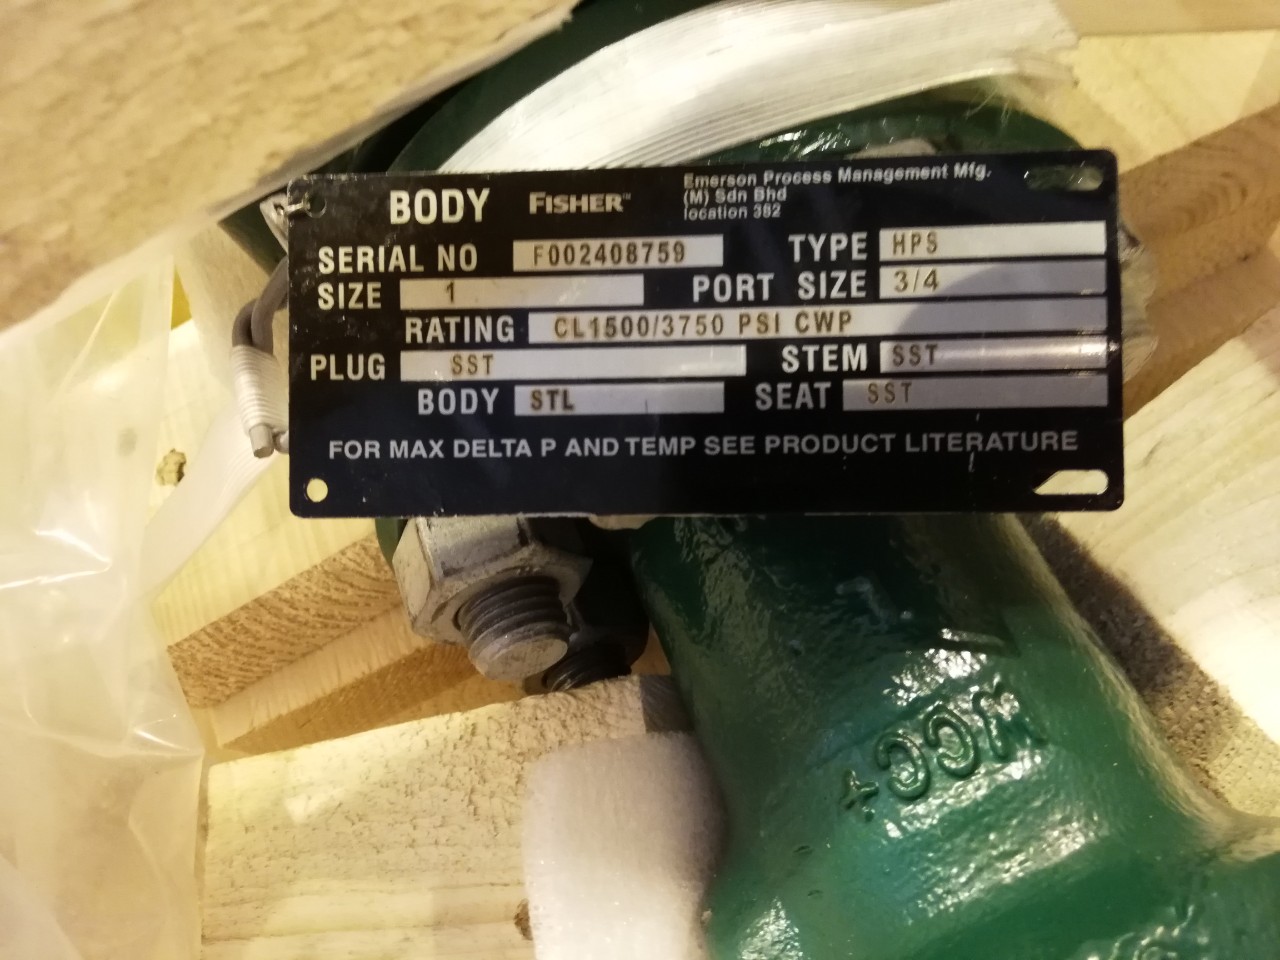 BODY FISHER™ Emerson Process Management Mfg.
(M) Sdn Bhd
location 382
SERIAL NO F002408759 TYPE HPS
SIZE 1 PORT SIZE 3/4
RATING CL1500/3750 PSI CWP
PLUG SST STEM SST
BODY STL SEAT SST
FOR MAX DELTA P AND TEMP SEE PRODUCT LITERATURE
WCC+